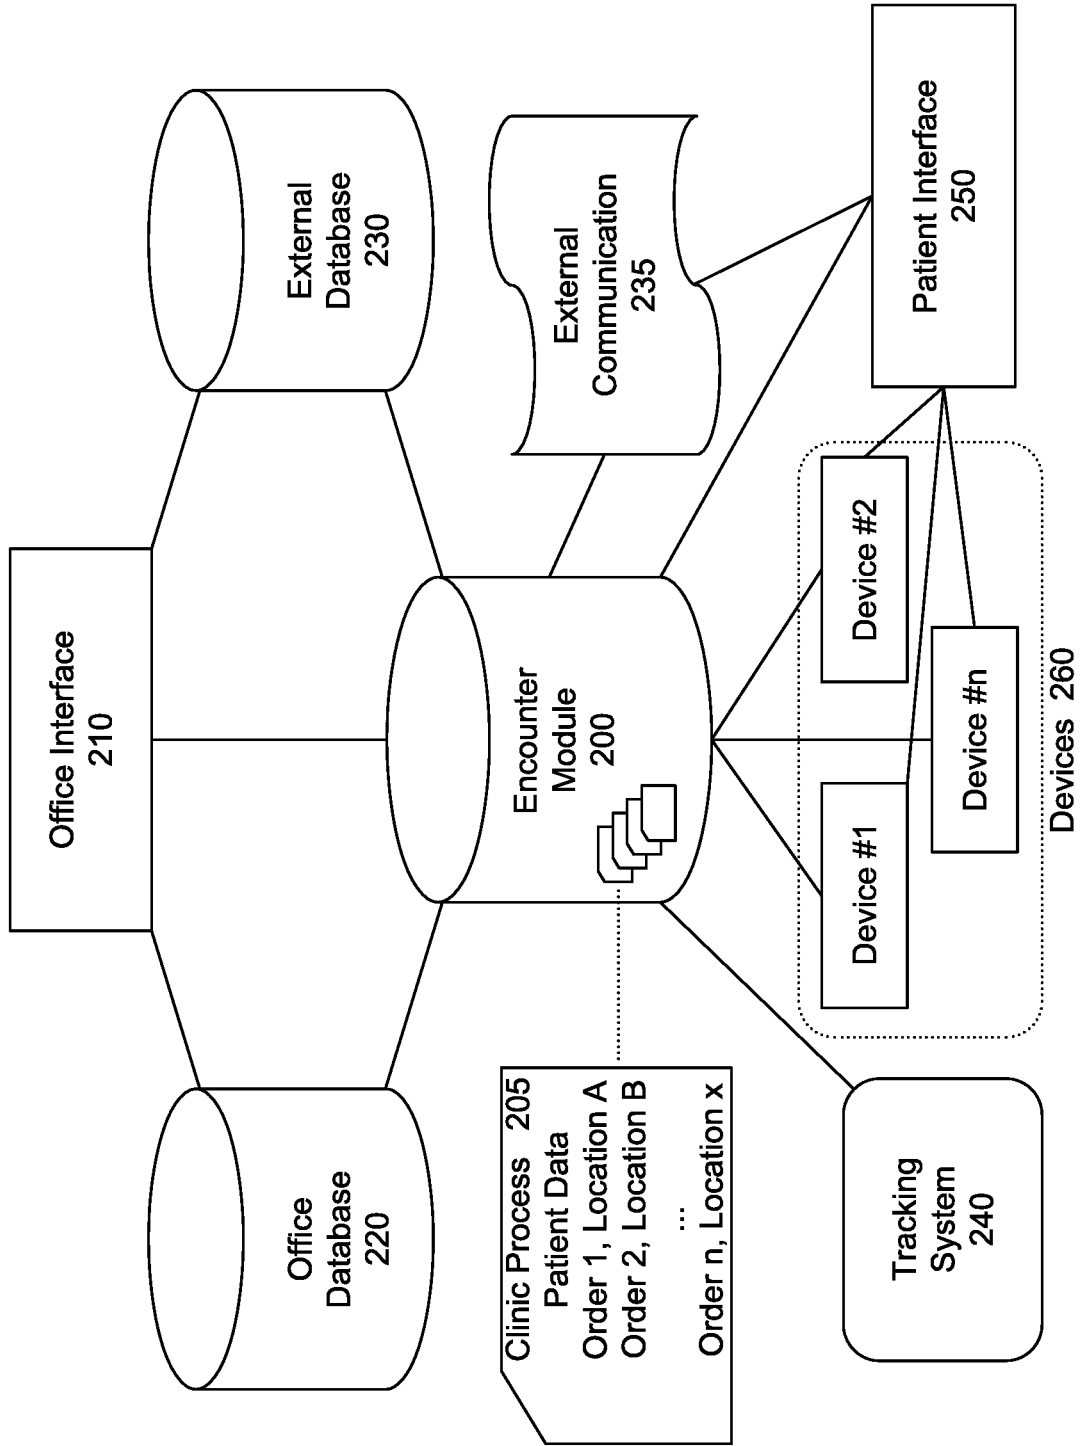 Office Interface
210
Office
Database
220
External
Database
230
Clinic Process  205
Patient Data
Order 1, Location A
Order 2, Location B
...
Order n, Location x
Encounter
Module
200
External
Communication
235
Tracking
System
240
Device #1
Device #2
Device #n
Devices  260
Patient Interface
250